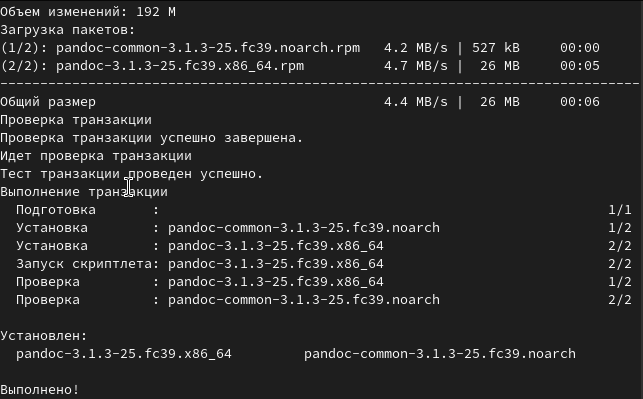 Объем изменений: 192 M
Загрузка пакетов:
(1/2): pandoc-common-3.1.3-25.fc39.noarch.rpm 4.2 MB/s | 527 kB 00:00
(2/2): pandoc-3.1.3-25.fc39.x86_64.rpm 4.7 MB/s | 26 MB 00:05
--------------------------------------------------------------------------------
Общий размер 4.4 MB/s | 26 MB 00:06
Проверка транзакции
Проверка транзакции успешно завершена.
Идет проверка транзакции
Тест транзакции проведен успешно.
Выполнение транзакции
Подготовка : 1/1
Установка : pandoc-common-3.1.3-25.fc39.noarch 1/2
Установка : pandoc-3.1.3-25.fc39.x86_64 2/2
Запуск скриптлета: pandoc-3.1.3-25.fc39.x86_64 2/2
Проверка : pandoc-3.1.3-25.fc39.x86_64 1/2
Проверка : pandoc-common-3.1.3-25.fc39.noarch 2/2
Установлен:
pandoc-3.1.3-25.fc39.x86_64 pandoc-common-3.1.3-25.fc39.noarch
Выполнено!